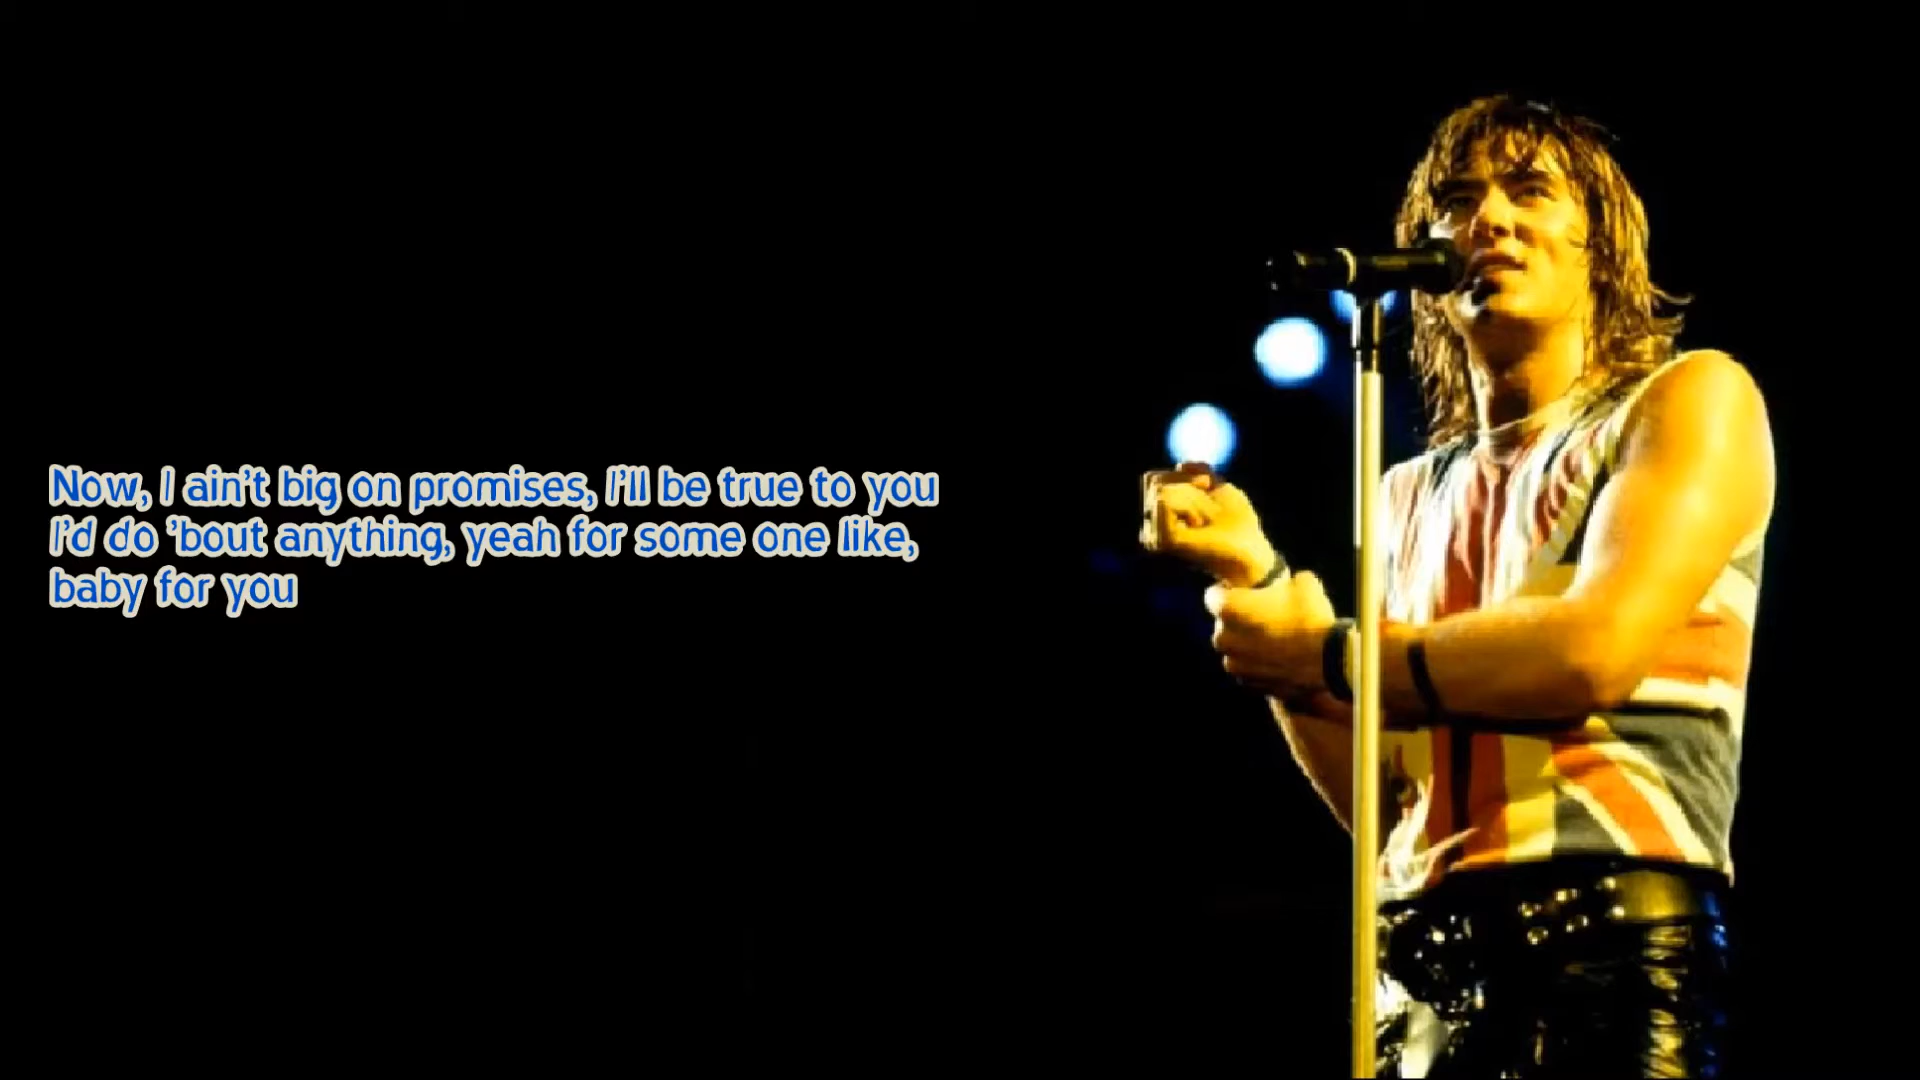 Now, I ain't big on promises, I'll be true to you
I'd do 'bout anything, yeah for some one like,
baby for you